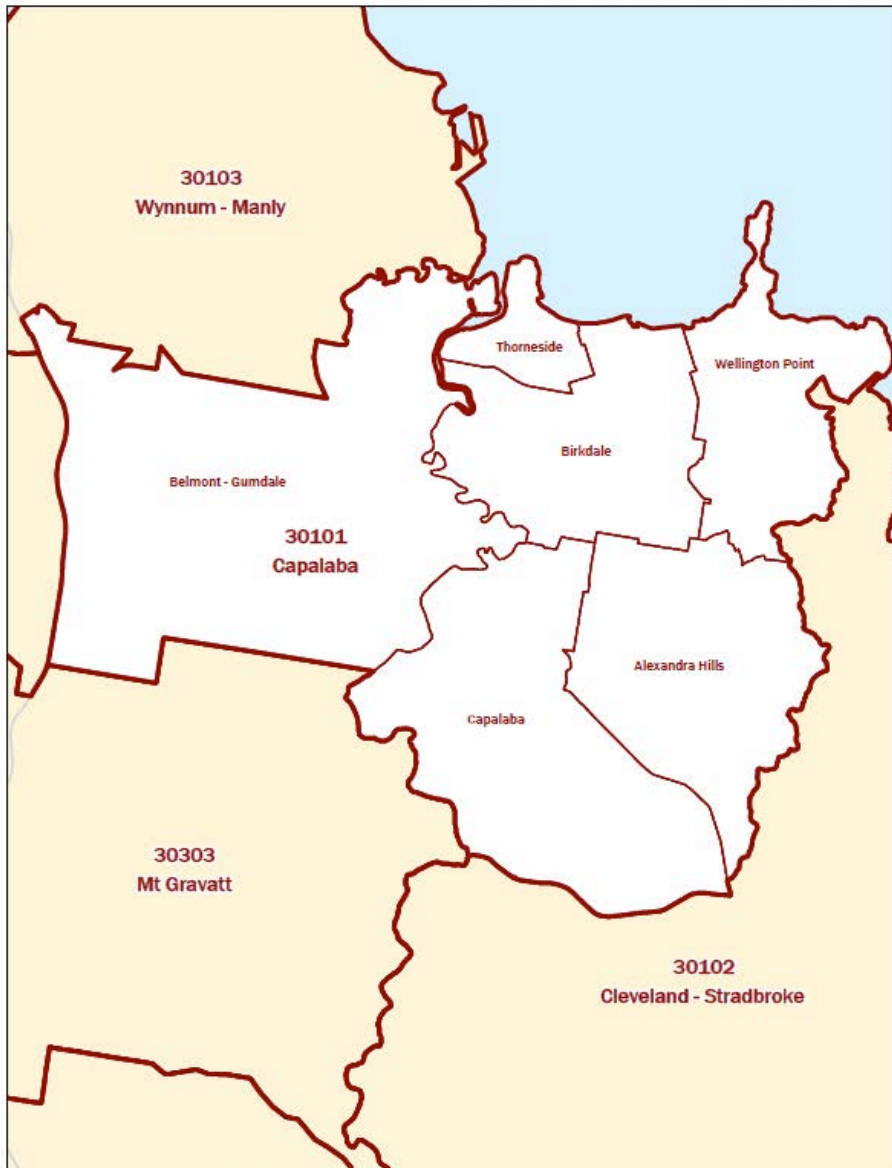 30103
Wynnum - Manly
Thorneside
Wellington Point
Birkdale
Belmont - Gumdale
30101
Capalaba
Alexandra Hills
Capalaba
30303
Mt Gravatt
30102
Cleveland - Stradbroke